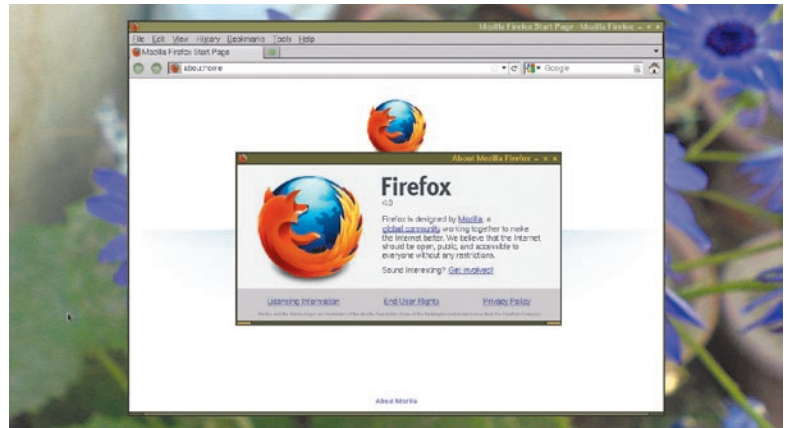 Mozilla Firefox Start Page - Mozilla Firefox
File Edit View History Bookmarks Tools Help
Mozilla Firefox Start Page
about:home
Google
About Mozilla Firefox
Firefox
4.0
Firefox is designed by Mozilla, a
global community working together to make
the Internet better. We believe that the Internet
should be open, public, and accessible to
everyone without any restrictions.
Sound interesting? Get involved!
Licensing Information End User Rights Privacy Policy
About Mozilla